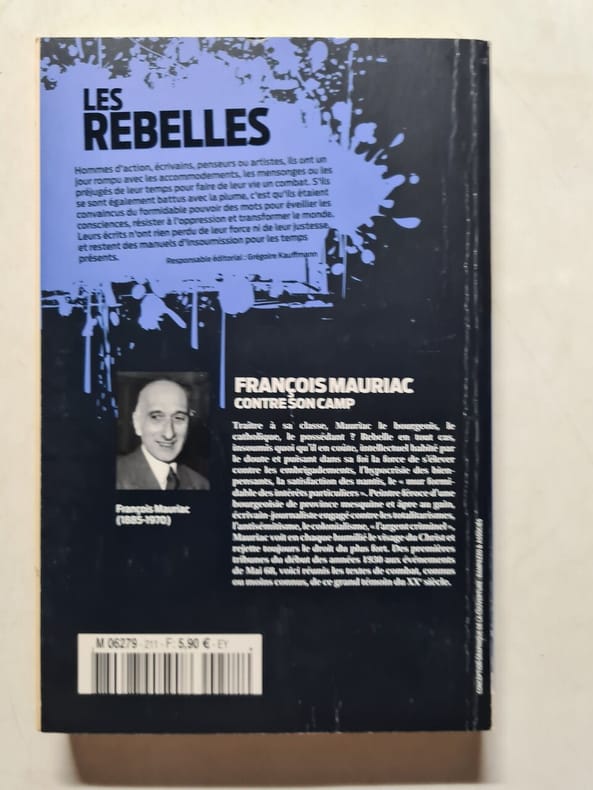 LES
REBELLES
Hommes d'action, écrivains, penseurs ou artistes, ils ont un
jour rompu avec les accommodements, les mensonges ou les
préjugés de leur temps pour faire de leur vie un combat. S'ils
se sont également battus avec la plume, c'est qu'ils étaient
convaincus du formidable pouvoir des mots pour éveiller les
consciences, résister à l'oppression et transformer le monde.
Leurs écrits n'ont rien perdu de leur force ni de leur justesse
et restent des manuels d'insoumission pour les temps
présents.
Responsable éditorial : Grégoire Kauffmann
FRANÇOIS MAURIAC
CONTRE SON CAMP
Traître à sa classe, Mauriac le bourgeois, le
catholique, le possédant ? Rebelle en tout cas,
insoumis quoi qu'il en coûte, intellectuel habité par
le doute et puisant dans sa foi la force de s'élever
contre les embrigadements, l'hypocrisie des bien-
pensants, la satisfaction des nantis, le « mur formi-
dable des intérêts particuliers ». Peintre féroce d'une
bourgeoisie de province mesquine et âpre au gain,
écrivain-journaliste engagé contre les totalitarismes,
l'antisémitisme, le colonialisme, « l'argent criminel »,
Mauriac voit en chaque humilié le visage du Christ et
rejette toujours le droit du plus fort. Des premières
tribunes du début des années 1930 aux événements
de Mai 68, voici réunis les textes de combat, connus
ou moins connus, de ce grand témoin du XXe siècle.
François Mauriac
(1885-1970)
M 06279 - 211 - F: 5,90 € - EY
CONCEPTION GRAPHIQUE DE LA COUVERTURE : RAMPAZZO & ASSOCIÉS